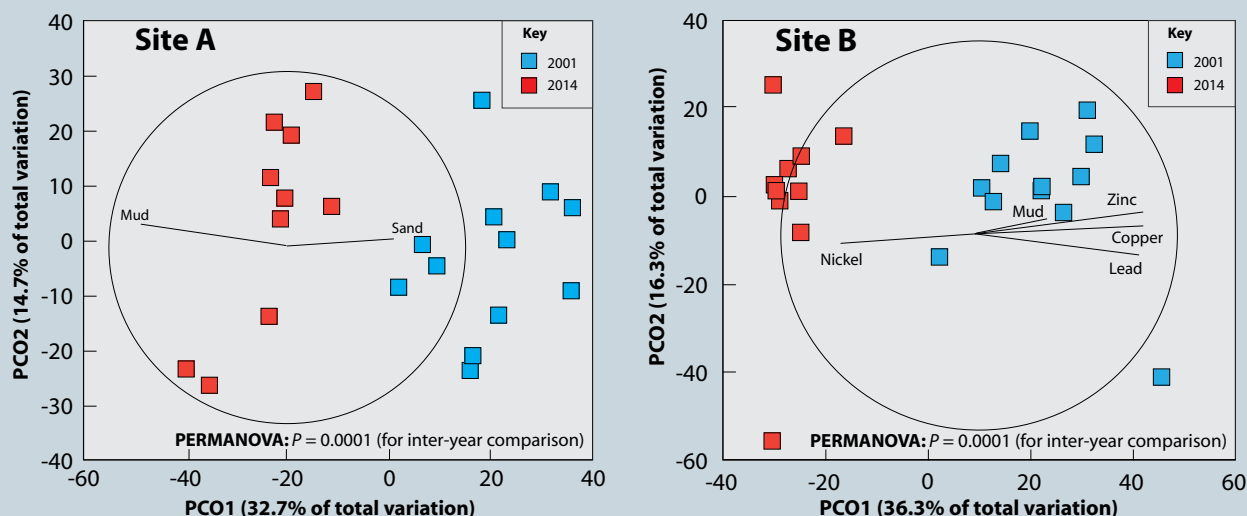 Site A
Key
2001
2014
40
30
20
10
0
-10
-20
-30
-40
PCO2 (14.7% of total variation)
Mud
Sand
PERMANOVA: P = 0.0001 (for inter-year comparison)
-60
-40
-20
0
20
40
PCO1 (32.7% of total variation)
Site B
Key
2001
2014
40
20
0
-20
-40
-60
PCO2 (16.3% of total variation)
Mud
Zinc
Copper
Lead
Nickel
PERMANOVA: P = 0.0001 (for inter-year comparison)
-40
-20
0
20
40
60
PCO1 (36.3% of total variation)